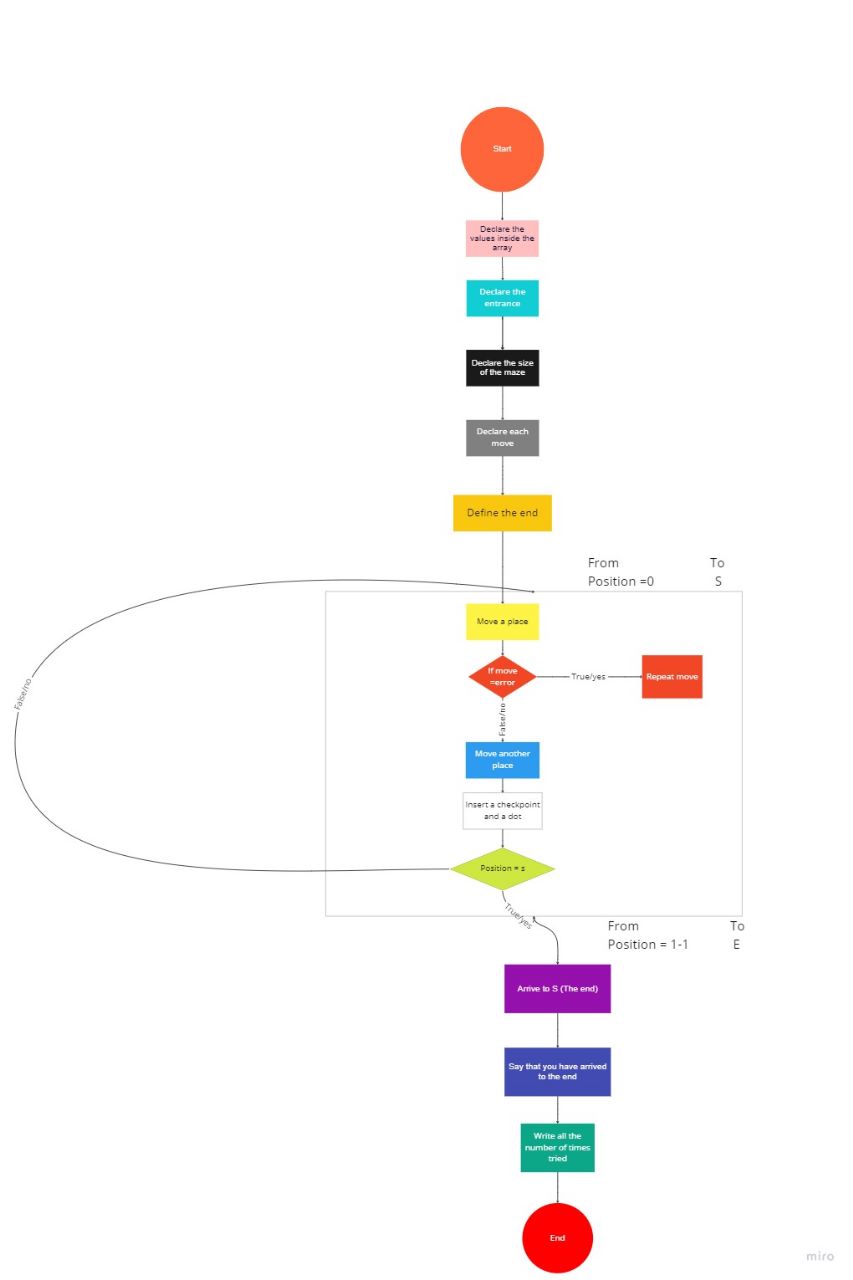 Start
Declare the
values inside the
array
Declare the
entrance
Declare the size
of the maze
Declare each
move
Define the end
From To
Position =0 S
Move a place
If move
=error
True/yes
Repeat move
False/no
False/no
Move another
place
Insert a checkpoint
and a dot
Position = s
True/yes
From To
Position = 1-1 E
Arrive to S (The end)
Say that you have arrived
to the end
Write all the
number of times
tried
End
miro